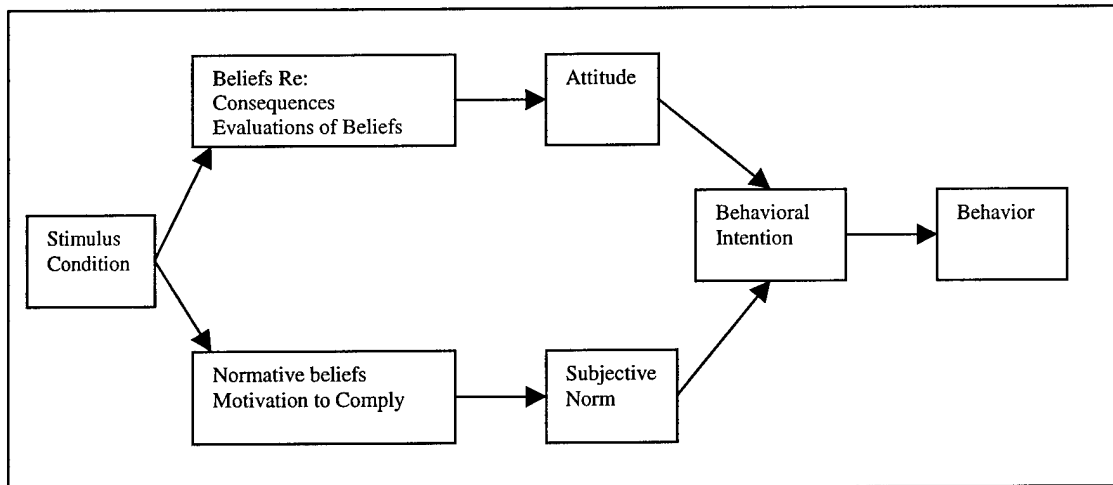 Beliefs Re:
Consequences
Evaluations of Beliefs
Attitude
Stimulus
Condition
Behavioral
Intention
Behavior
Normative beliefs
Motivation to Comply
Subjective
Norm